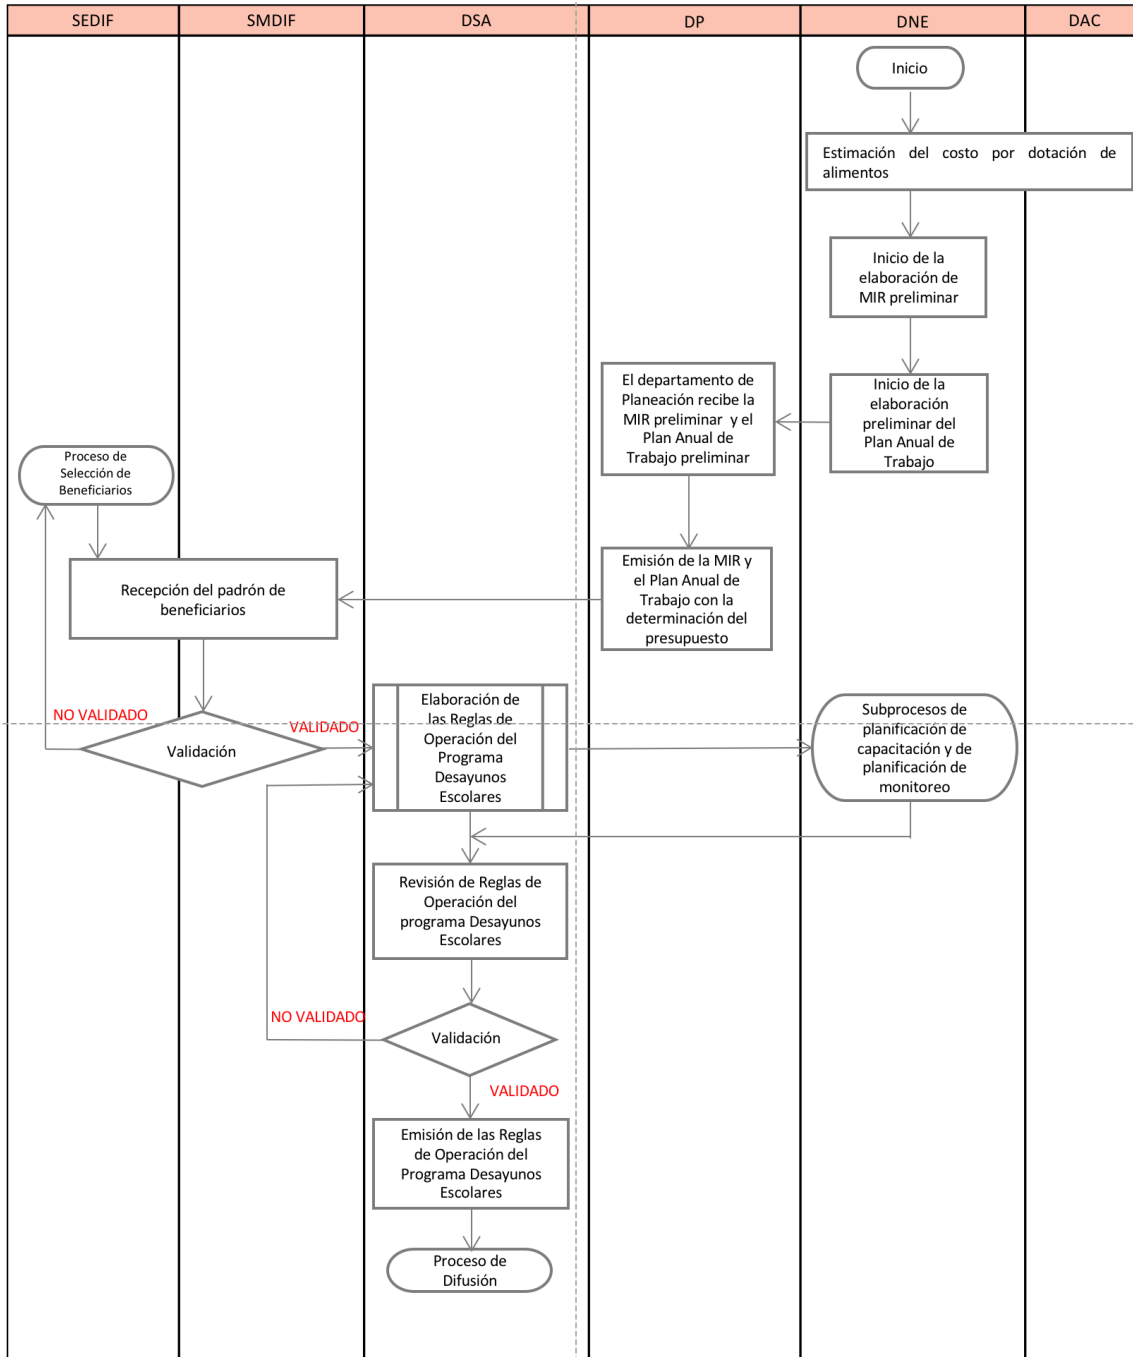 SEDIF
SMDIF
DSA
DP
DNE
DAC
Inicio
Estimación del costo por dotación de
alimentos
Inicio de la
elaboración de
MIR preliminar
Inicio de la
elaboración
preliminar del
Plan Anual de
Trabajo
El departamento de
Planeación recibe la
MIR preliminar y el
Plan Anual de
Trabajo preliminar
Proceso de
Selección de
Beneficiarios
Emisión de la MIR y
el Plan Anual de
Trabajo con la
determinación del
presupuesto
Recepción del padrón de
beneficiarios
NO VALIDADO
Validación
VALIDADO
Elaboración de
las Reglas de
Operación del
Programa
Desayunos
Escolares
Subprocesos de
planificación de
capacitación y de
planificación de
monitoreo
Revisión de Reglas de
Operación del
programa Desayunos
Escolares
NO VALIDADO
Validación
VALIDADO
Emisión de las Reglas
de Operación del
Programa Desayunos
Escolares
Proceso de
Difusión